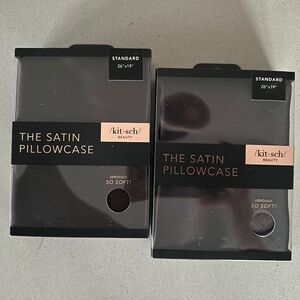 STANDARD
26"x19"
/kit·sch/
BEAUTY
THE SATIN
PILLOWCASE
SERIOUSLY,
SO SOFT!
STANDARD
26"x19"
/kit·sch/
BEAUTY
THE SATIN
PILLOWCASE
SERIOUSLY,
SO SOFT!